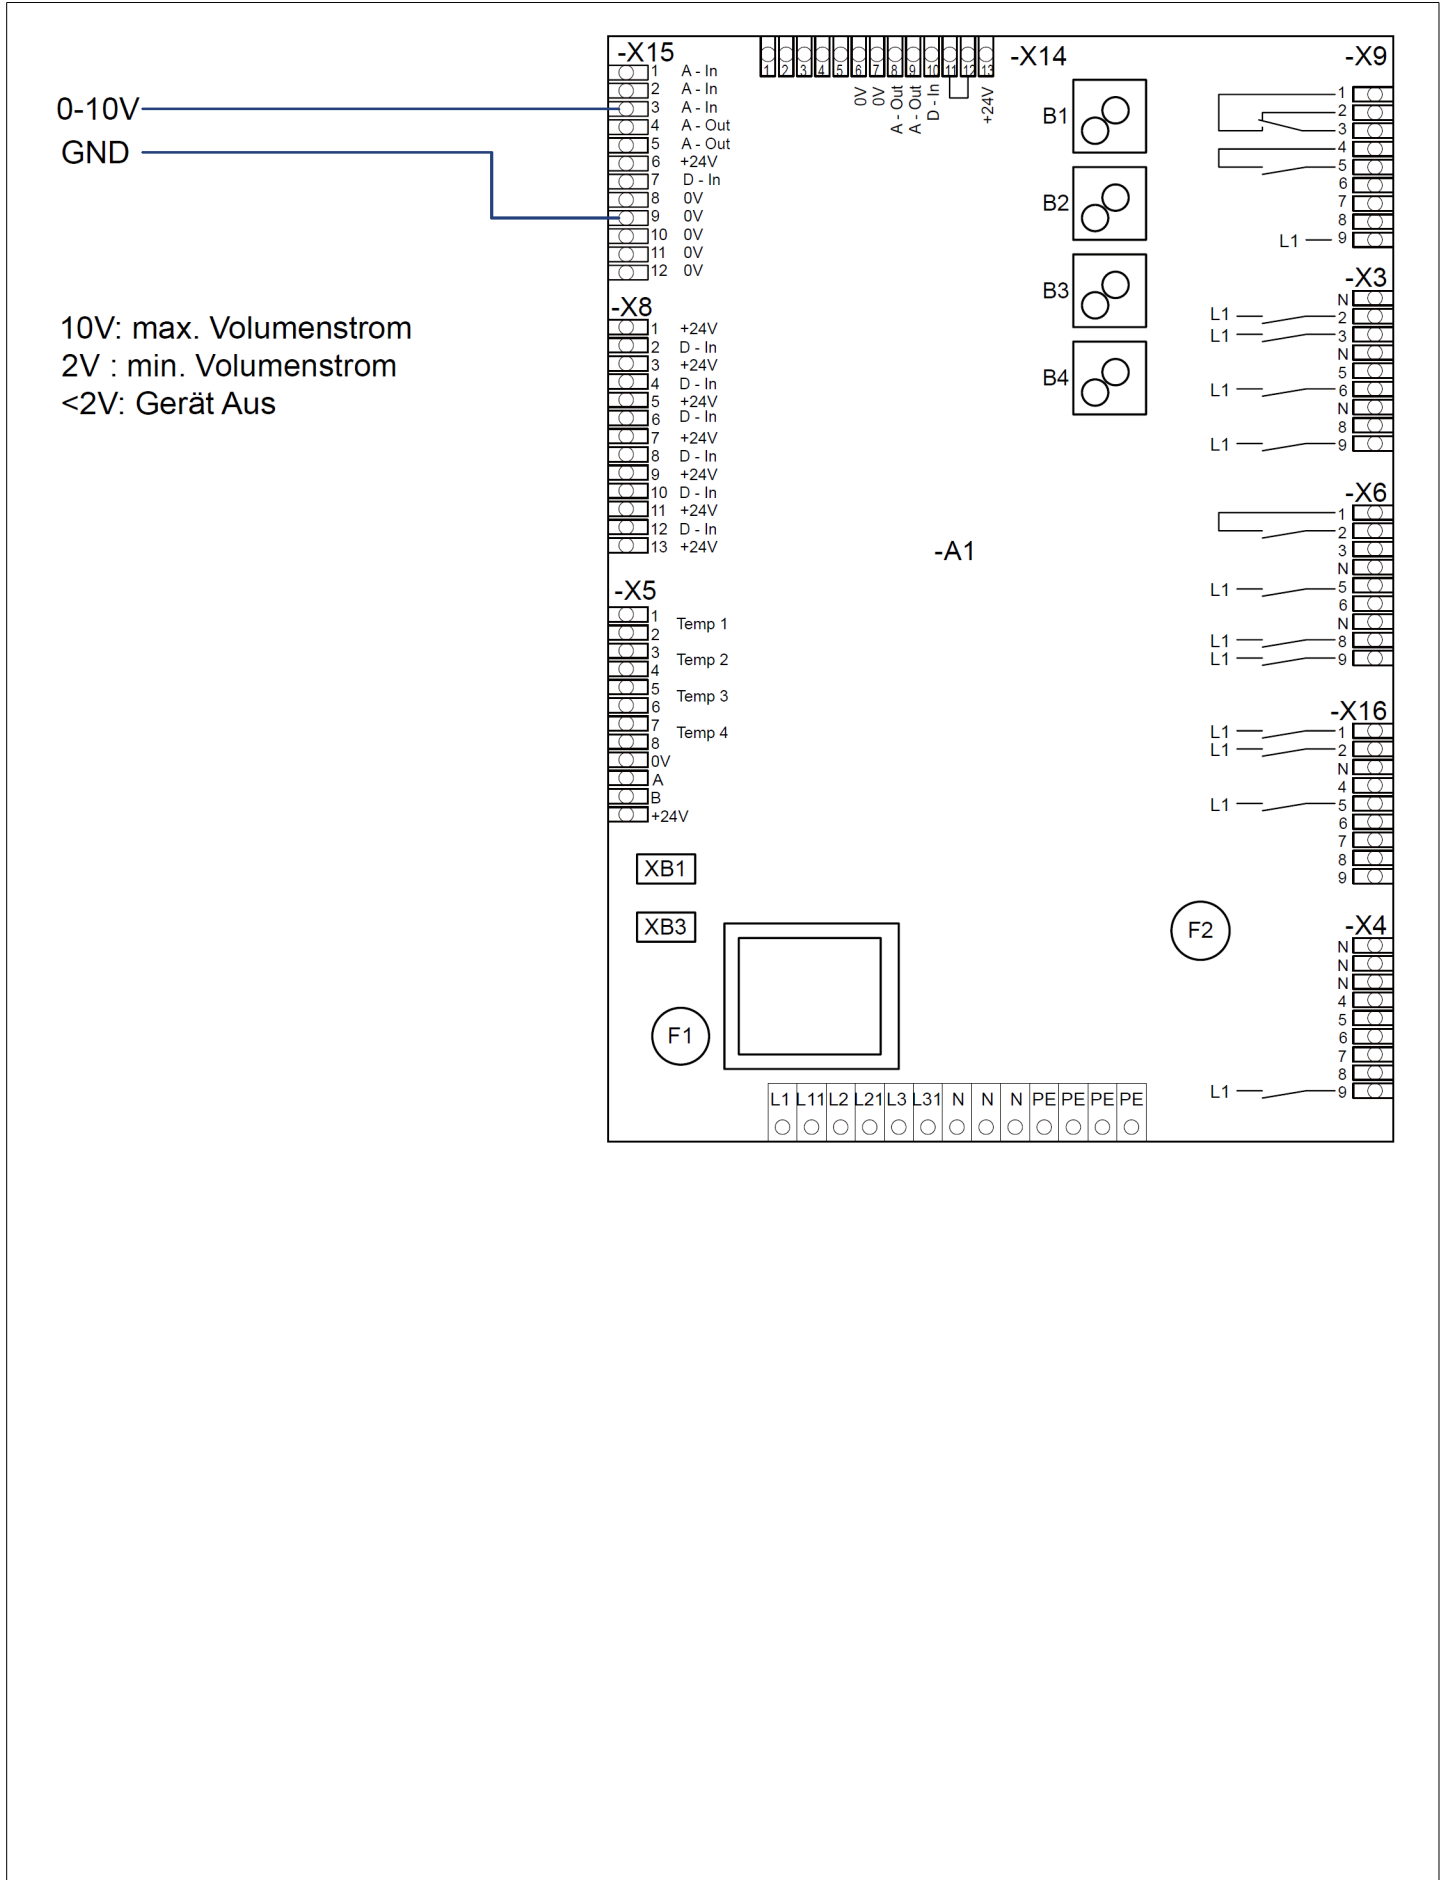 0-10V
GND
10V: max. Volumenstrom
2V : min. Volumenstrom
<2V: Gerät Aus
-X15
1 A - In
2 A - In
3 A - In
4 A - Out
5 A - Out
6 +24V
7 D - In
8 0V
9 0V
10 0V
11 0V
12 0V
-X8
1 +24V
2 D - In
3 +24V
4 D - In
5 +24V
6 D - In
7 +24V
8 D - In
9 +24V
10 D - In
11 +24V
12 D - In
13 +24V
-X5
1
2
Temp 1
3
4
Temp 2
5
6
Temp 3
7
8
Temp 4
0V
A
B
+24V
XB1
XB3
F1
-X14
1 2 3 4 5 6 7 8 9 10 11 12 13
0V
0V
A - Out
A - Out
D - In
+24V
B1
B2
B3
B4
-A1
F2
L1 L11 L2 L21 L3 L31 N N N PE PE PE PE
-X9
1
2
3
4
5
6
7
8
L1 9
-X3
N
L1 2
L1 3
N
5
L1 6
N
8
L1 9
-X6
1
2
3
N
L1 5
6
N
L1 8
L1 9
-X16
L1 1
L1 2
N
4
L1 5
6
7
8
9
-X4
N
N
N
4
5
6
7
8
L1 9